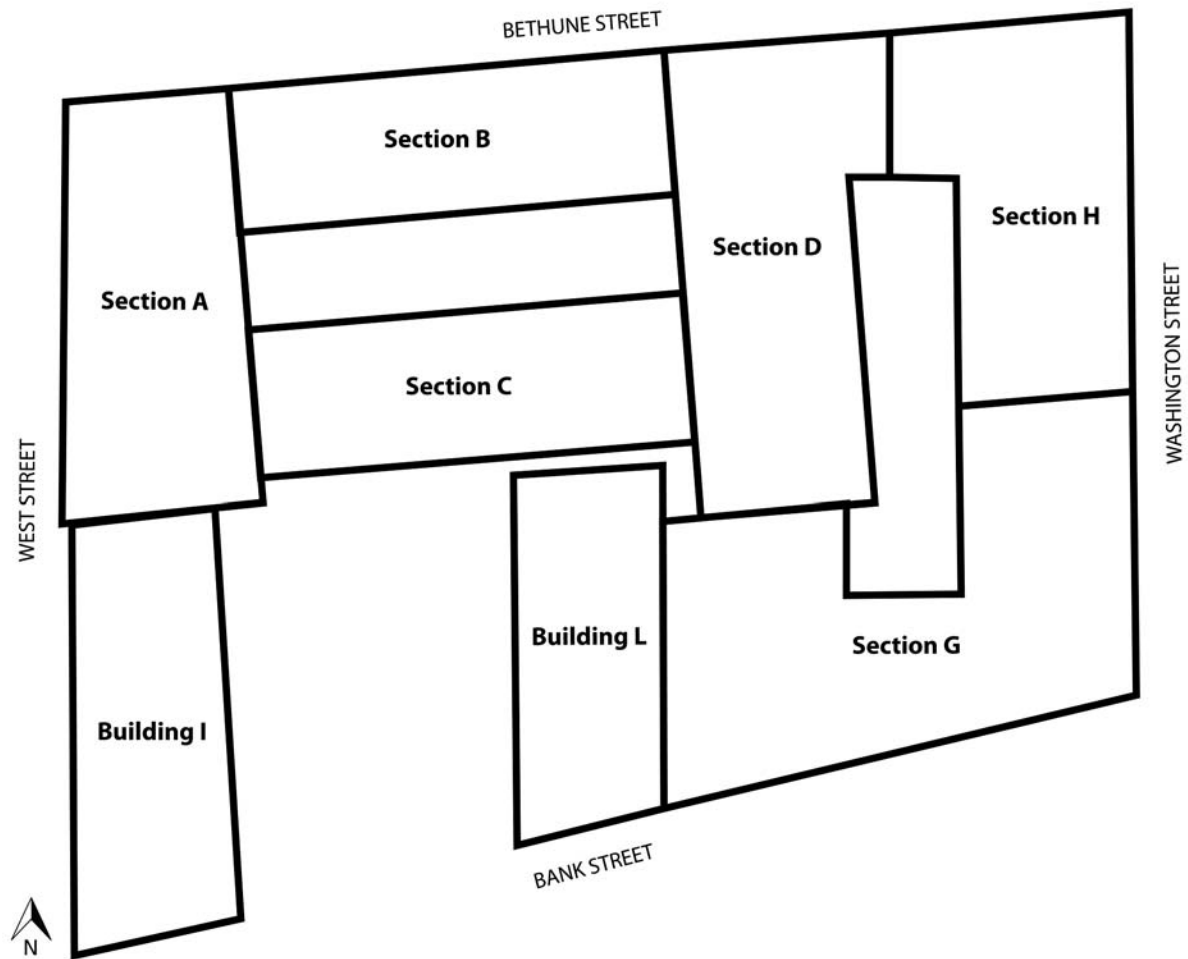 BETHUNE STREET
Section B
Section H
Section D
Section A
Section C
WASHINGTON STREET
WEST STREET
Building L
Section G
Building I
BANK STREET
N